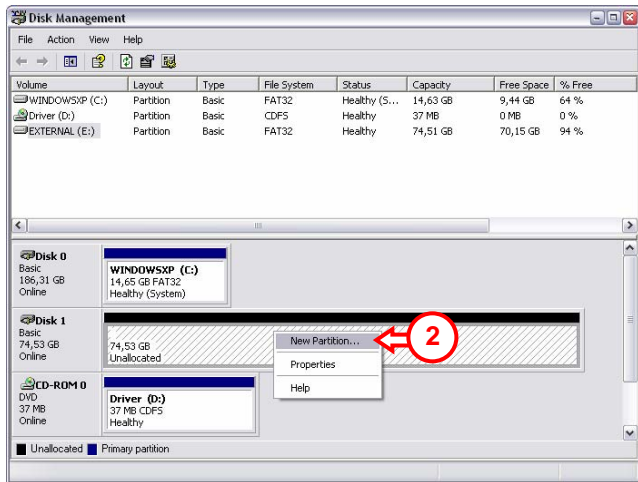 Disk Management
File Action View Help
Volume Layout Type File System Status Capacity Free Space % Free
WINDOWSXP (C:) Partition Basic FAT32 Healthy (S... 14,63 GB 9,44 GB 64 %
Driver (D:) Partition Basic CDFS Healthy 37 MB 0 MB 0 %
EXTERNAL (E:) Partition Basic FAT32 Healthy 74,51 GB 70,15 GB 94 %
Disk 0
Basic
186,31 GB
Online
WINDOWSXP (C:)
14,65 GB FAT32
Healthy (System)
Disk 1
Basic
74,53 GB
Online
74,53 GB
Unallocated
New Partition...
Properties
Help
2
CD-ROM 0
DVD
37 MB
Online
Driver (D:)
37 MB CDFS
Healthy
Unallocated Primary partition